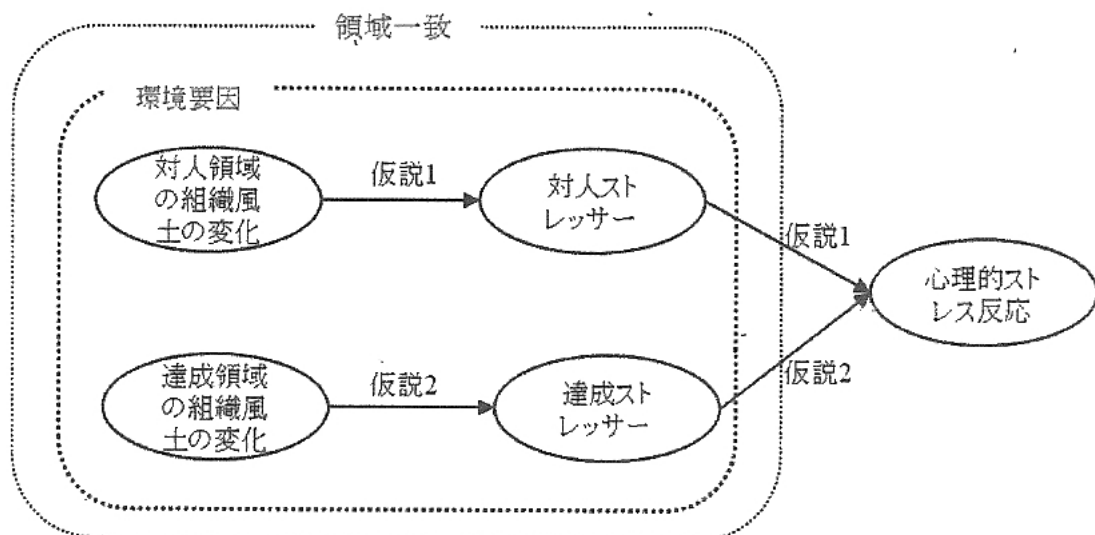 領域一致
環境要因
対人領域
の組織風
土の変化
仮説1
対人スト
レッサー
仮説1
心理的スト
レス反応
達成領域
の組織風
土の変化
仮説2
達成スト
レッサー
仮説2